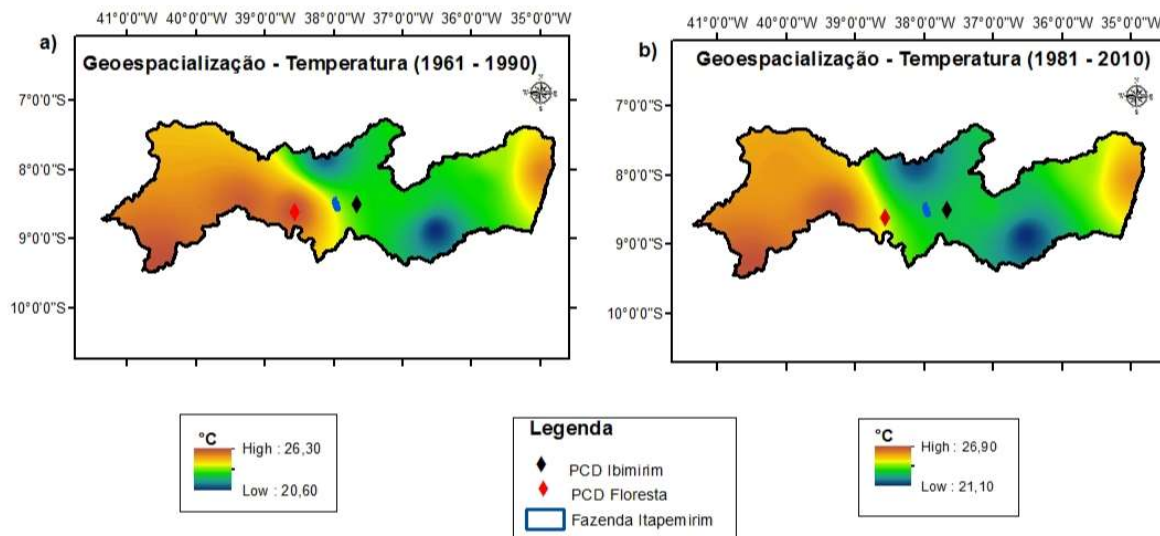 41°0'0"W 40°0'0"W 39°0'0"W 38°0'0"W 37°0'0"W 36°0'0"W 35°0'0"W
a)
Geoespacialização - Temperatura (1961 - 1990)
7°0'0"S
8°0'0"S
9°0'0"S
10°0'0"S
41°0'0"W 40°0'0"W 39°0'0"W 38°0'0"W 37°0'0"W 36°0'0"W 35°0'0"W
b)
Geoespacialização - Temperatura (1981 - 2010)
7°0'0"S
8°0'0"S
9°0'0"S
10°0'0"S
°C
High : 26,30
Low : 20,60
Legenda
PCD Ibimirim
PCD Floresta
Fazenda Itapemirim
°C
High : 26,90
Low : 21,10